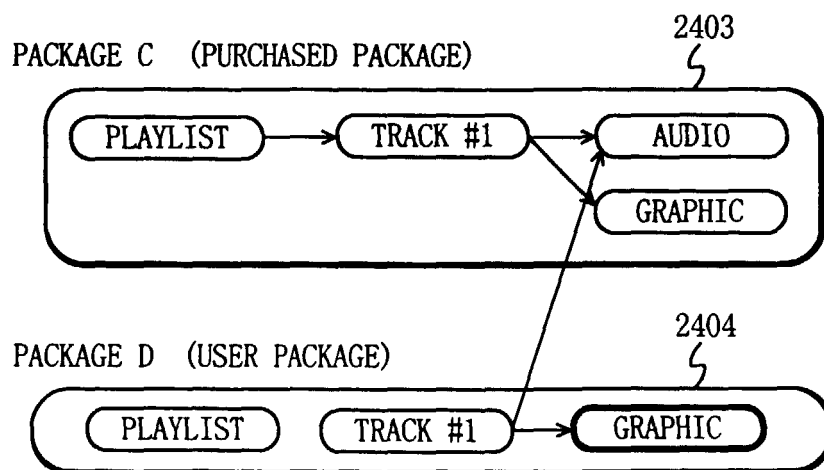 2403
PACKAGE C (PURCHASED PACKAGE)
PLAYLIST TRACK #1 AUDIO
GRAPHIC
2404
PACKAGE D (USER PACKAGE)
PLAYLIST TRACK #1 GRAPHIC